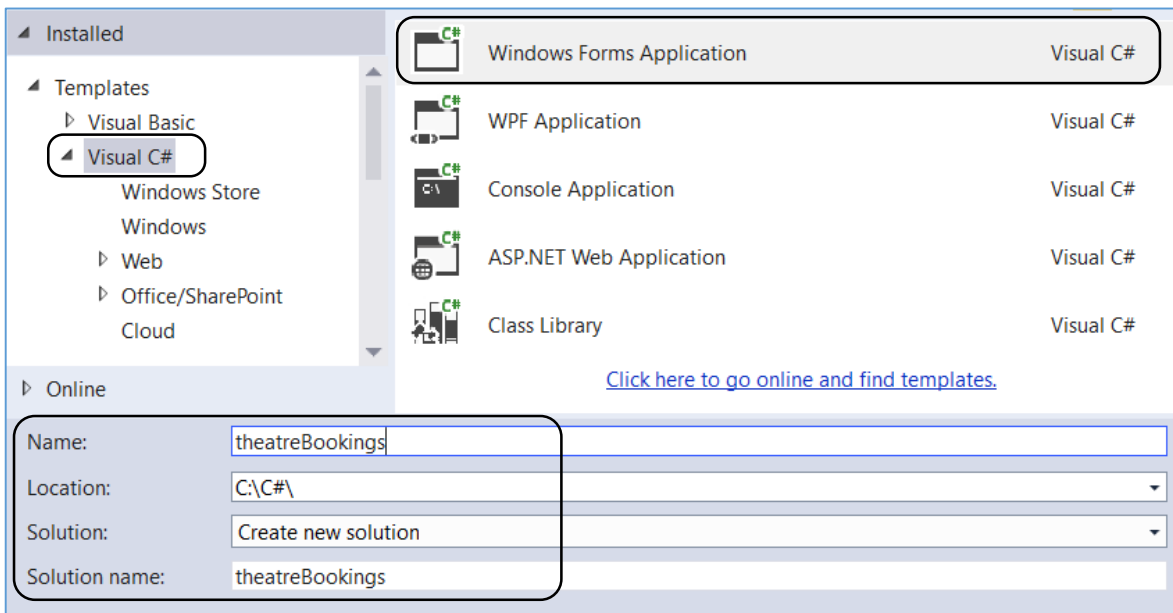 Installed
Templates
Visual Basic
Visual C#
Windows Store
Windows
Web
Office/SharePoint
Cloud
Online
C#
Windows Forms Application Visual C#
C#
WPF Application Visual C#
C#
C:\
Console Application Visual C#
C#
ASP.NET Web Application Visual C#
C#
Class Library Visual C#
Click here to go online and find templates.
Name: theatreBookings
Location: C:\C#\
Solution: Create new solution
Solution name: theatreBookings